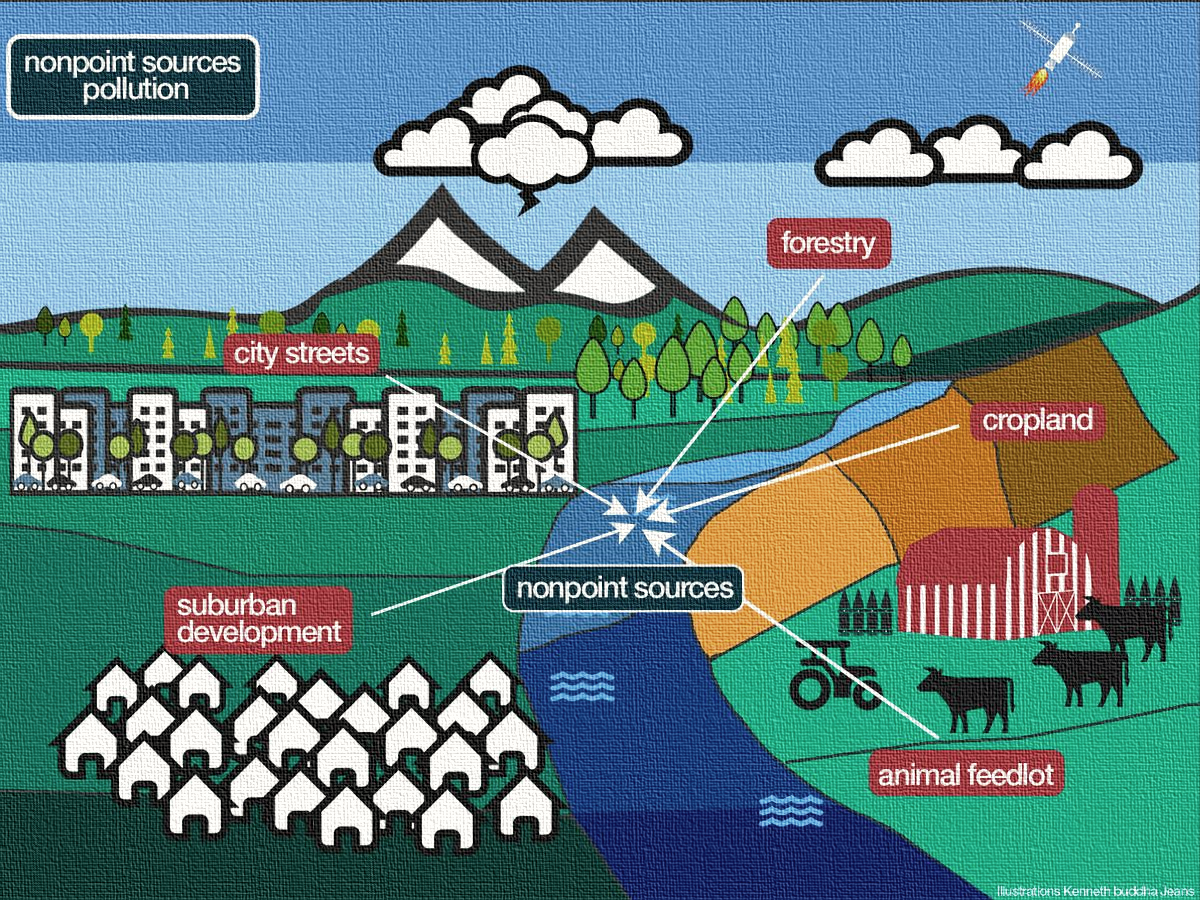 nonpoint sources
pollution
forestry
city streets
cropland
nonpoint sources
suburban
development
animal feedlot
Illustrations Kenneth buddha Jeans